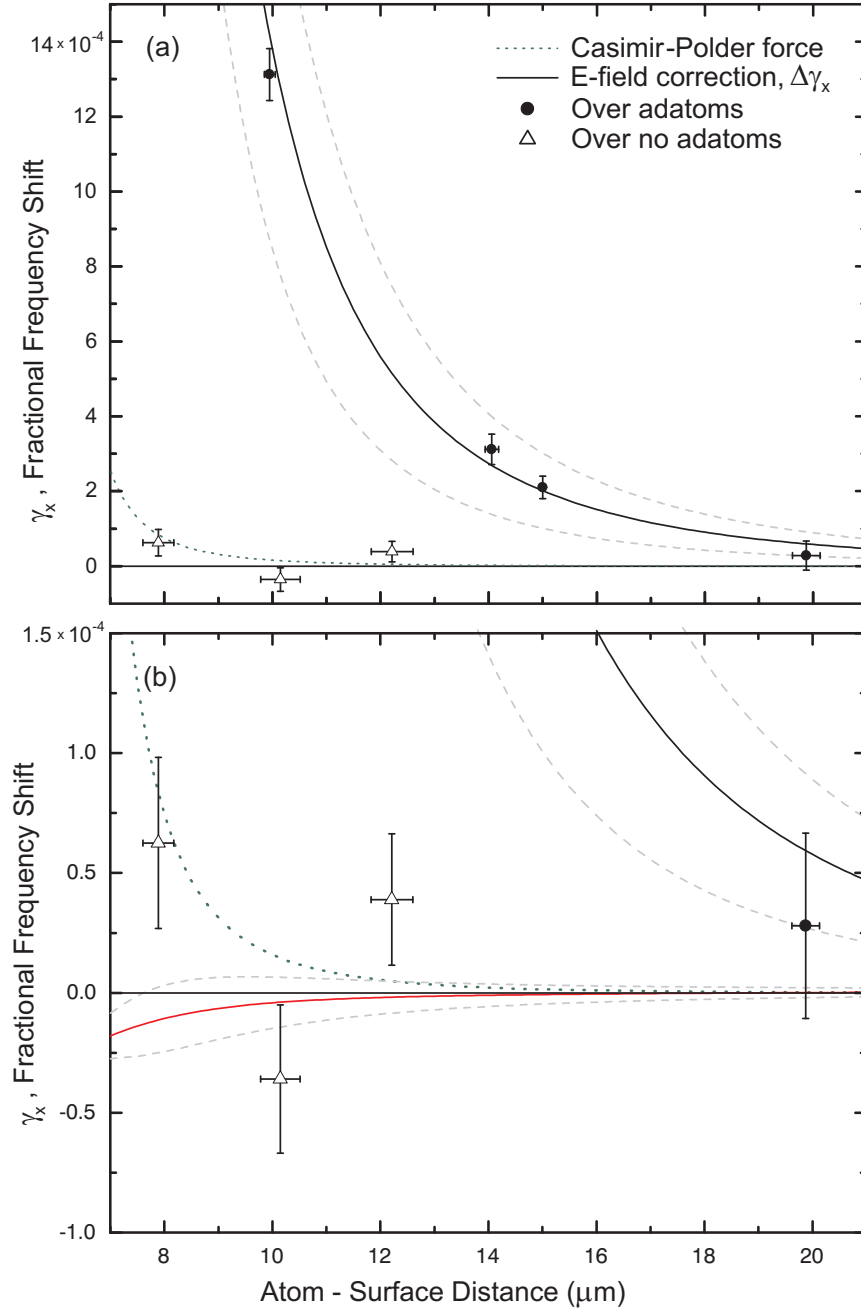 14 × 10⁻⁴
(a)
Casimir-Polder force
E-field correction, Δγₓ
Over adatoms
Over no adatoms
12
10
8
6
4
2
0
γₓ , Fractional Frequency Shift
1.5 × 10⁻⁴
(b)
1.0
0.5
0.0
-0.5
-1.0
γₓ , Fractional Frequency Shift
8 10 12 14 16 18 20
Atom - Surface Distance (μm)